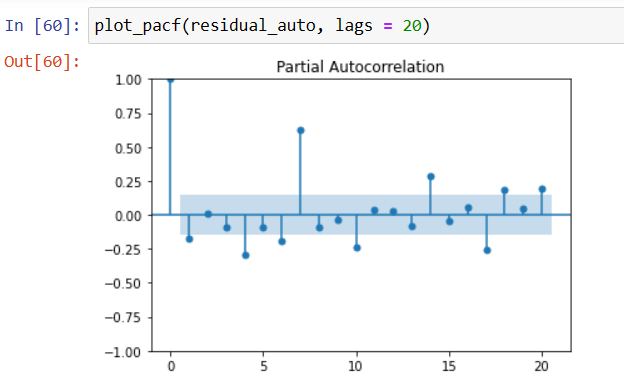 In [60]: plot_pacf(residual_auto, lags = 20)
Out[60]:
Partial Autocorrelation
1.00
0.75
0.50
0.25
0.00
−0.25
−0.50
−0.75
−1.00
0 5 10 15 20